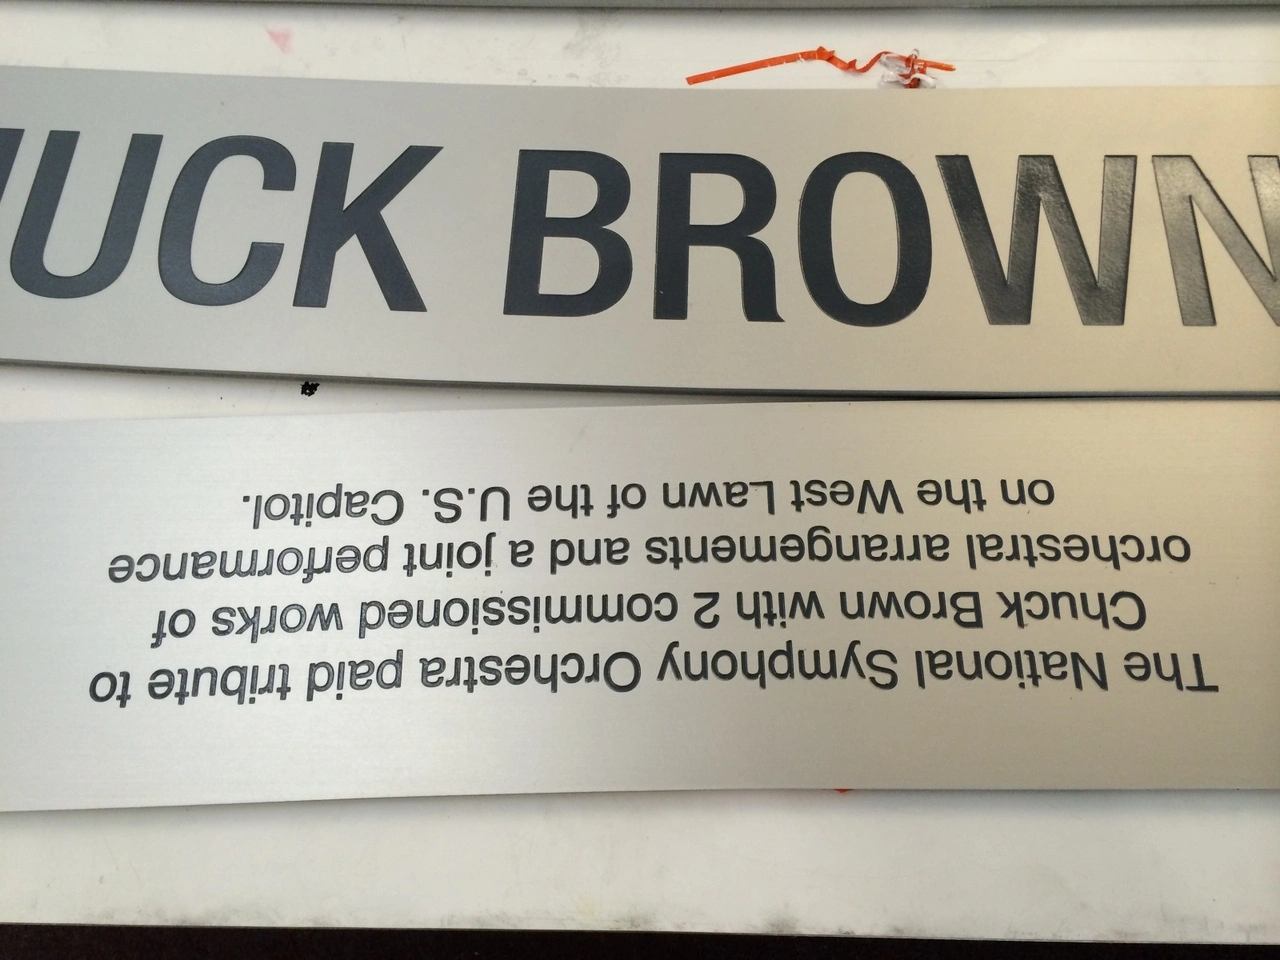 HUCK BROWN
The National Symphony Orchestra paid tribute to
Chuck Brown with 2 commissioned works of
orchestral arrangements and a joint performance
on the West Lawn of the U.S. Capitol.